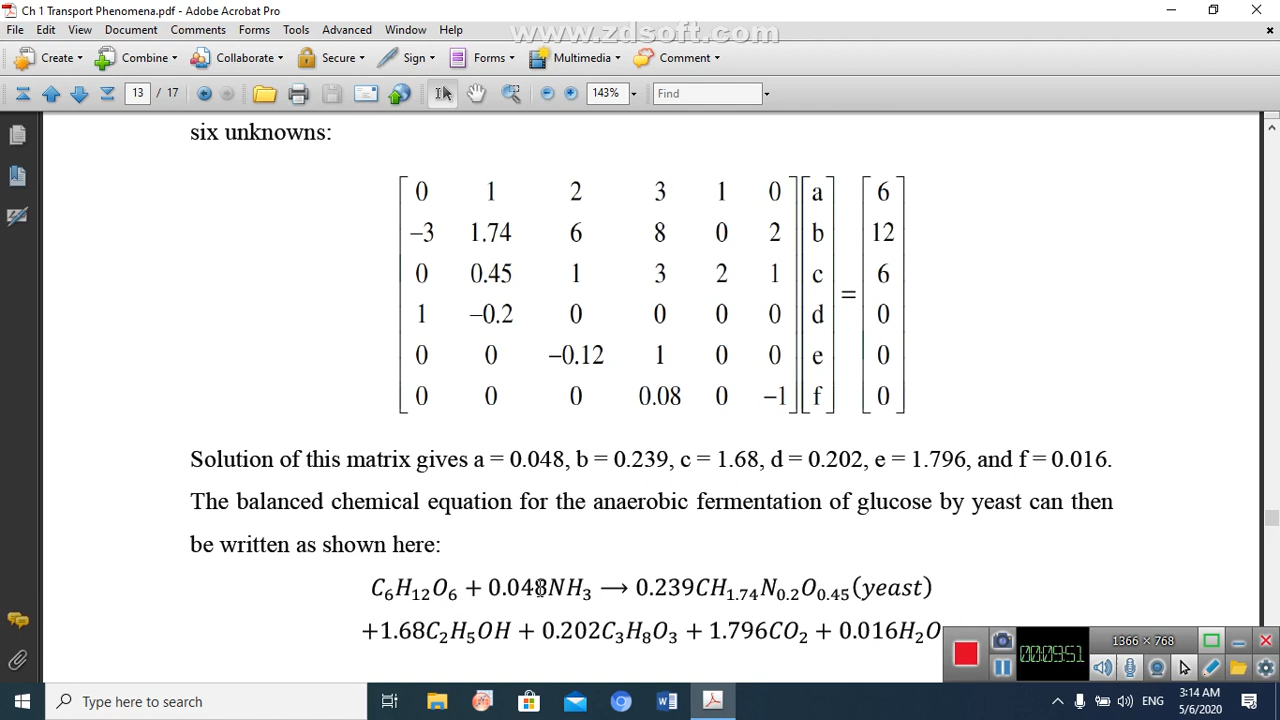 Ch 1 Transport Phenomena.pdf - Adobe Acrobat Pro
www.zdsoft.com
File Edit View Document Comments Forms Tools Advanced Window Help
Create Combine Collaborate Secure Sign Forms Multimedia Comment
13 / 17 143% Find
six unknowns:
0 1 2 3 1 0 a 6
−3 1.74 6 8 0 2 b 12
0 0.45 1 3 2 1 c 6
=
1 −0.2 0 0 0 0 d 0
0 0 −0.12 1 0 0 e 0
0 0 0 0.08 0 −1 f 0
Solution of this matrix gives a = 0.048, b = 0.239, c = 1.68, d = 0.202, e = 1.796, and f = 0.016.
The balanced chemical equation for the anaerobic fermentation of glucose by yeast can then
be written as shown here:
C₆H₁₂O₆ + 0.048NH₃ → 0.239CH₁.₇₄N₀.₂O₀.₄₅(yeast)
+1.68C₂H₅OH + 0.202C₃H₈O₃ + 1.796CO₂ + 0.016H₂O
1366 × 768
00:09:51
Type here to search
ENG
3:14 AM
5/6/2020